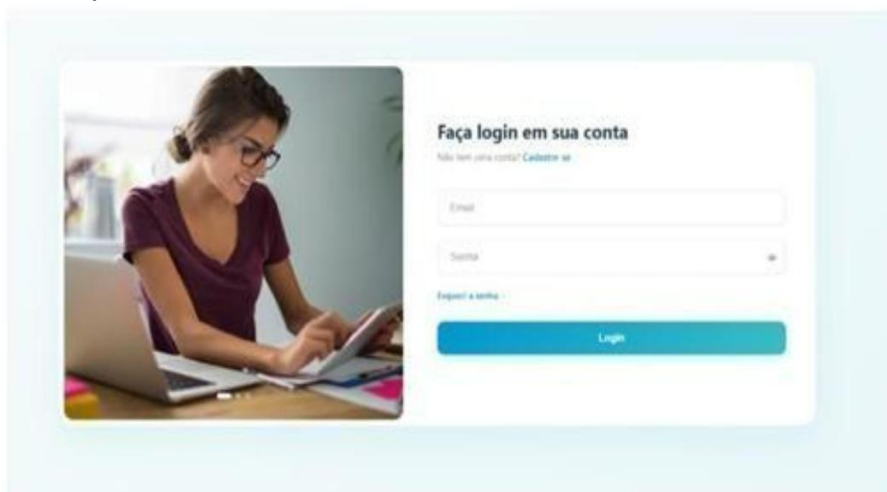 Faça login em sua conta
Não tem uma conta? Cadastre-se
Email
Senha
Esqueci a senha
Login